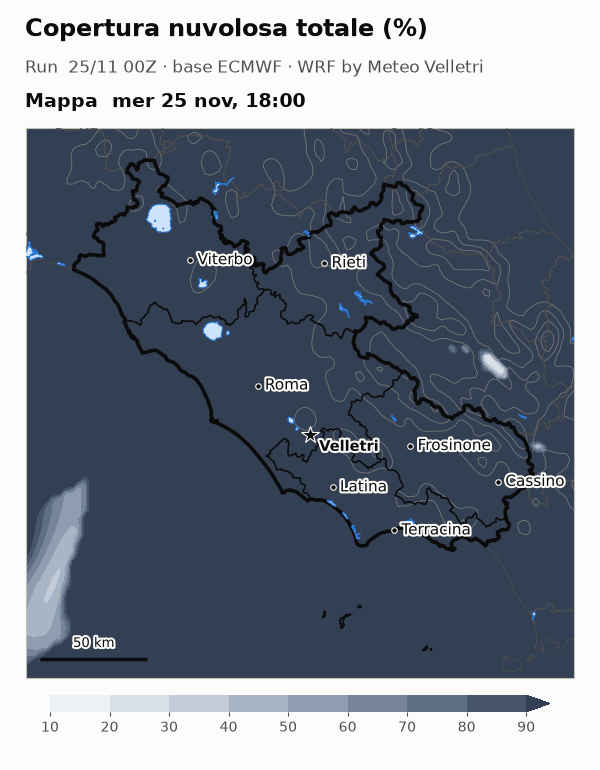 Copertura nuvolosa totale (%)
Run  25/11 00Z · base ECMWF · WRF by Meteo Velletri
Mappa  mer 25 nov, 18:00
Viterbo
Rieti
Roma
Velletri
Frosinone
Cassino
Latina
Terracina
50 km
10 20 30 40 50 60 70 80 90